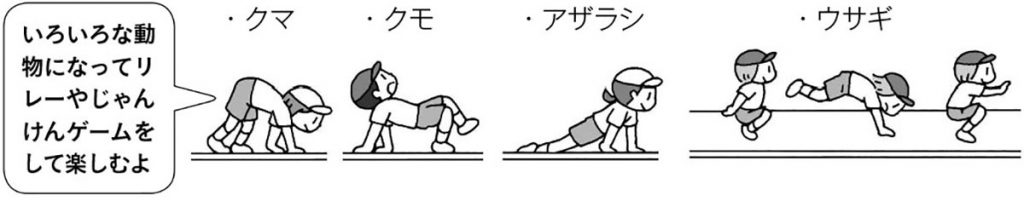 いろいろな動
物になってリ
レーやじゃん
けんゲームを
して楽しむよ
・クマ
・クモ
・アザラシ
・ウサギ